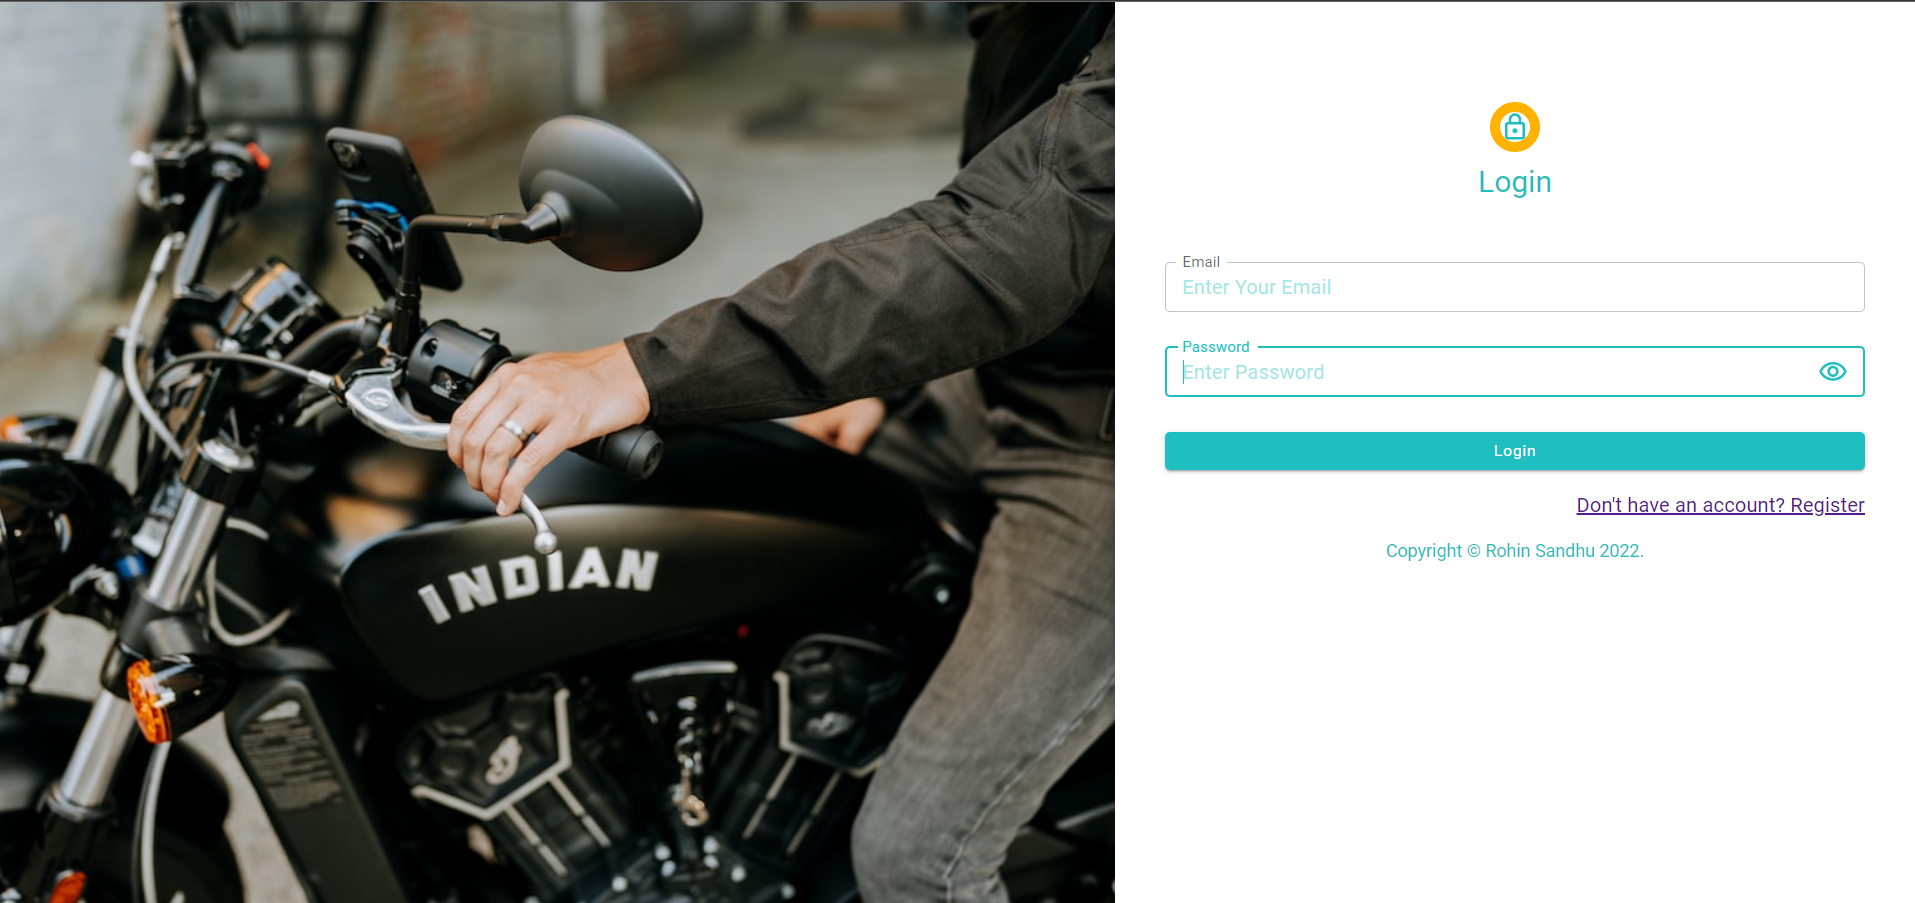 INDIAN
Login
Email
Enter Your Email
Password
Enter Password
Login
Don't have an account? Register
Copyright © Rohin Sandhu 2022.